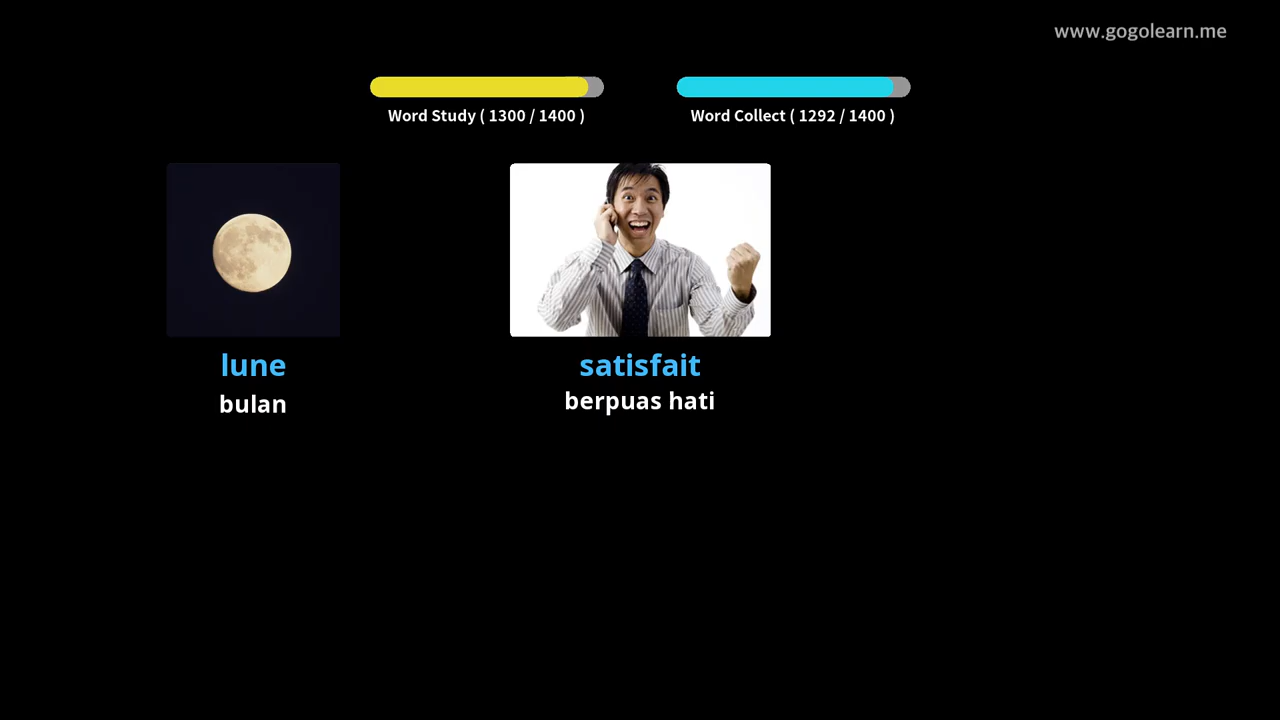 www.gogolearn.me
Word Study ( 1300 / 1400 )
Word Collect ( 1292 / 1400 )
lune
bulan
satisfait
berpuas hati